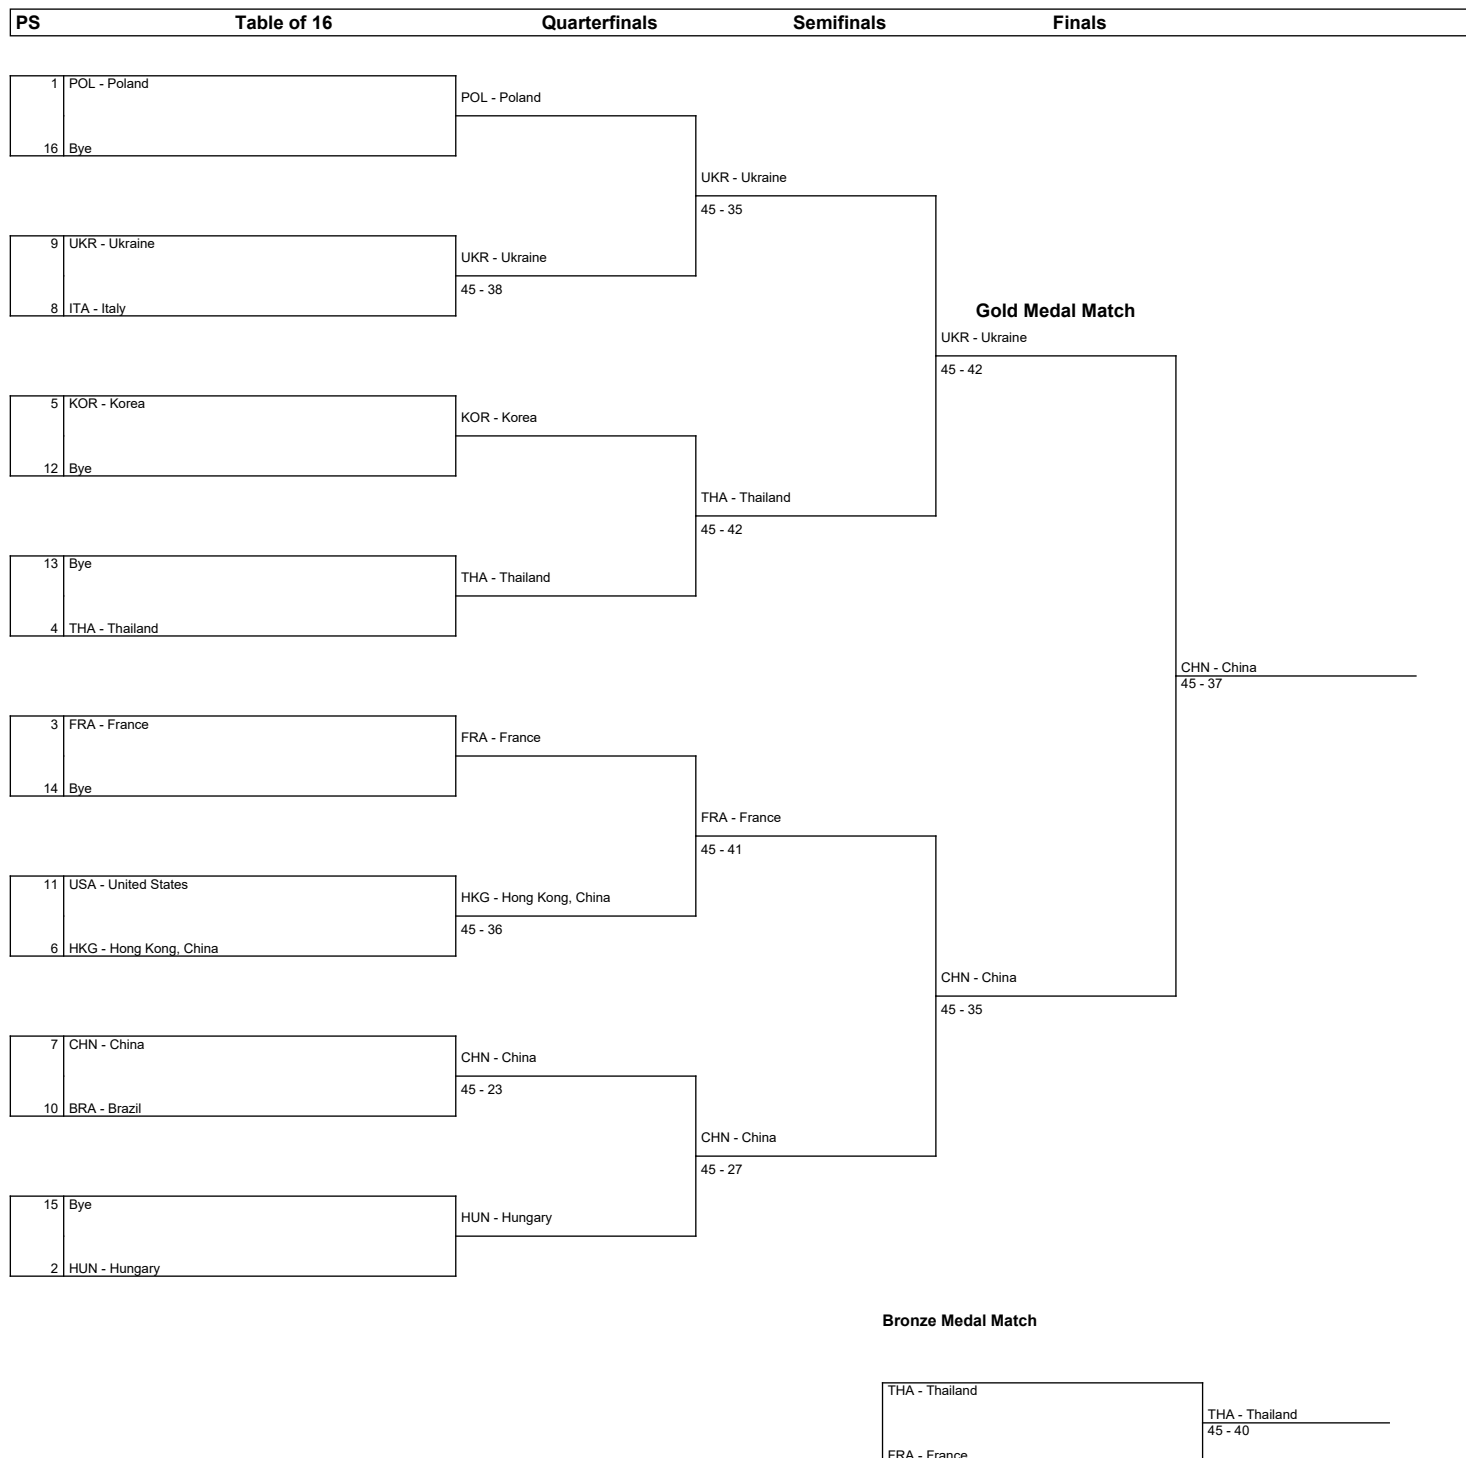 PS Table of 16 Quarterfinals Semifinals Finals
1 POL - Poland
POL - Poland
16 Bye
UKR - Ukraine
45 - 35
9 UKR - Ukraine
UKR - Ukraine
45 - 38
8 ITA - Italy
Gold Medal Match
UKR - Ukraine
45 - 42
5 KOR - Korea
KOR - Korea
12 Bye
THA - Thailand
45 - 42
13 Bye
THA - Thailand
4 THA - Thailand
CHN - China
45 - 37
3 FRA - France
FRA - France
14 Bye
FRA - France
45 - 41
11 USA - United States
HKG - Hong Kong, China
45 - 36
6 HKG - Hong Kong, China
CHN - China
45 - 35
7 CHN - China
CHN - China
45 - 23
10 BRA - Brazil
CHN - China
45 - 27
15 Bye
HUN - Hungary
2 HUN - Hungary
Bronze Medal Match
THA - Thailand
THA - Thailand
45 - 40
FRA - France